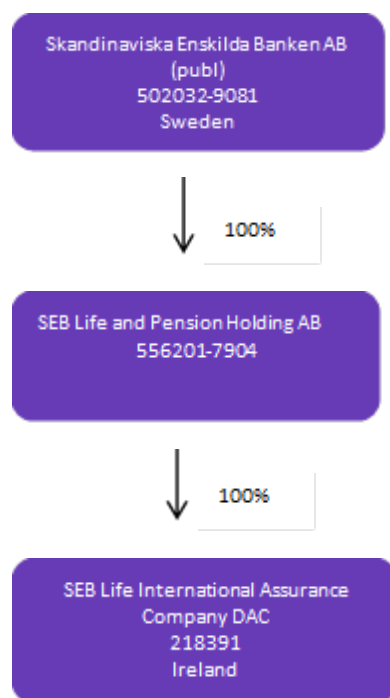 Skandinaviska Enskilda Banken AB
(publ)
502032-9081
Sweden
100%
SEB Life and Pension Holding AB
556201-7904
100%
SEB Life International Assurance
Company DAC
218391
Ireland